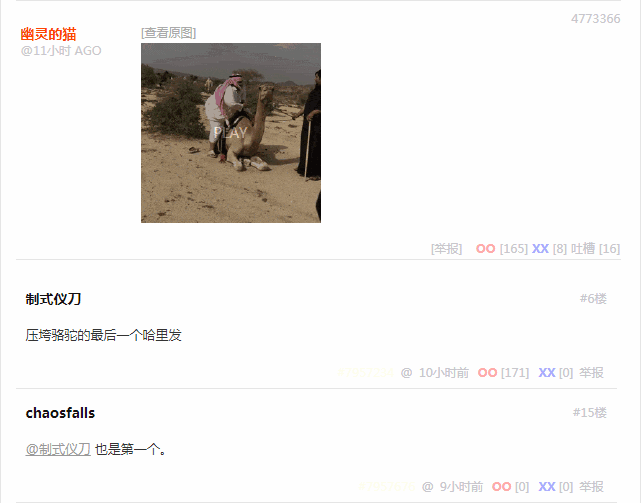 4773366
幽灵的猫
[查看原图]
@11小时 AGO
PLAY
[举报] OO [165] XX [8] 吐槽 [16]
制式仪刀 #6楼
压垮骆驼的最后一个哈里发
@ 10小时前 OO [171] XX [0] 举报
chaosfalls #15楼
@制式仪刀 也是第一个。
@ 9小时前 OO [0] XX [0] 举报